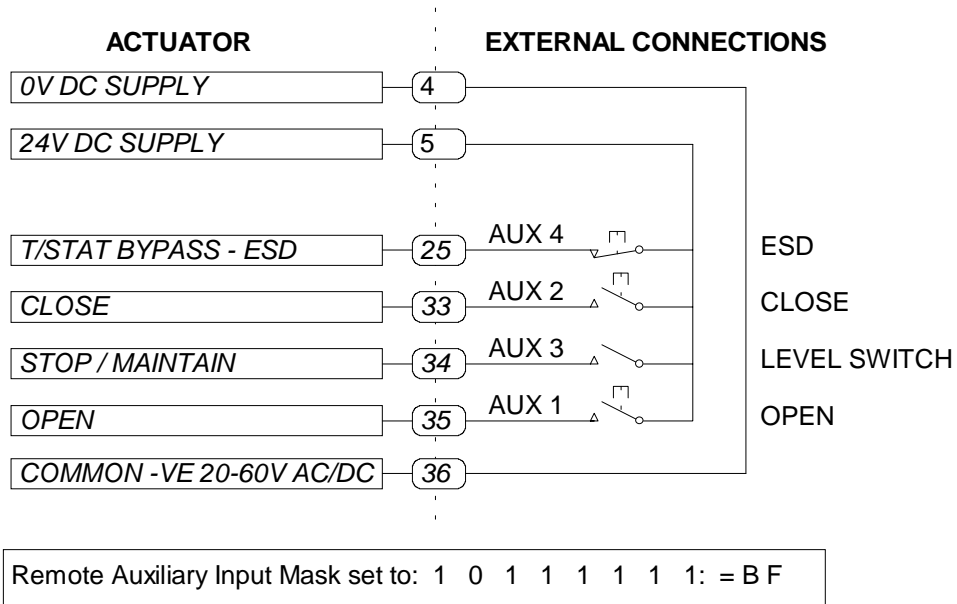 ACTUATOR EXTERNAL CONNECTIONS
0V DC SUPPLY 4
24V DC SUPPLY 5
T/STAT BYPASS - ESD 25 AUX 4 ESD
CLOSE 33 AUX 2 CLOSE
STOP / MAINTAIN 34 AUX 3 LEVEL SWITCH
OPEN 35 AUX 1 OPEN
COMMON -VE 20-60V AC/DC 36
Remote Auxiliary Input Mask set to: 1 0 1 1 1 1 1 1: = B F